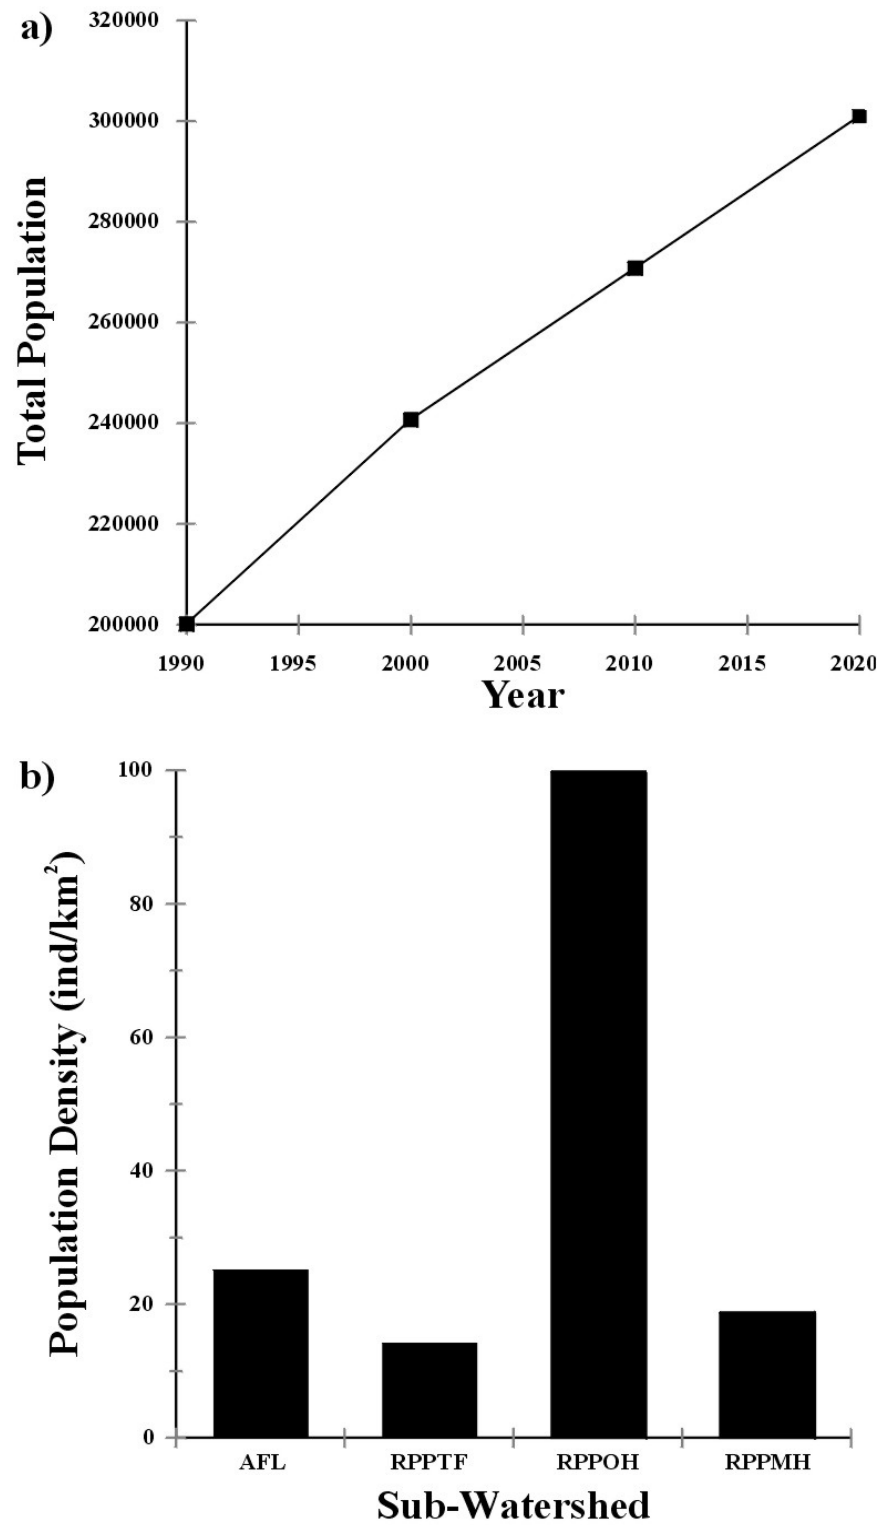 a)
320000
300000
280000
260000
240000
220000
200000
Total Population
1990 1995 2000 2005 2010 2015 2020
Year
b)
100
80
60
40
20
0
Population Density (ind/km²)
AFL RPPTF RPPOH RPPMH
Sub-Watershed